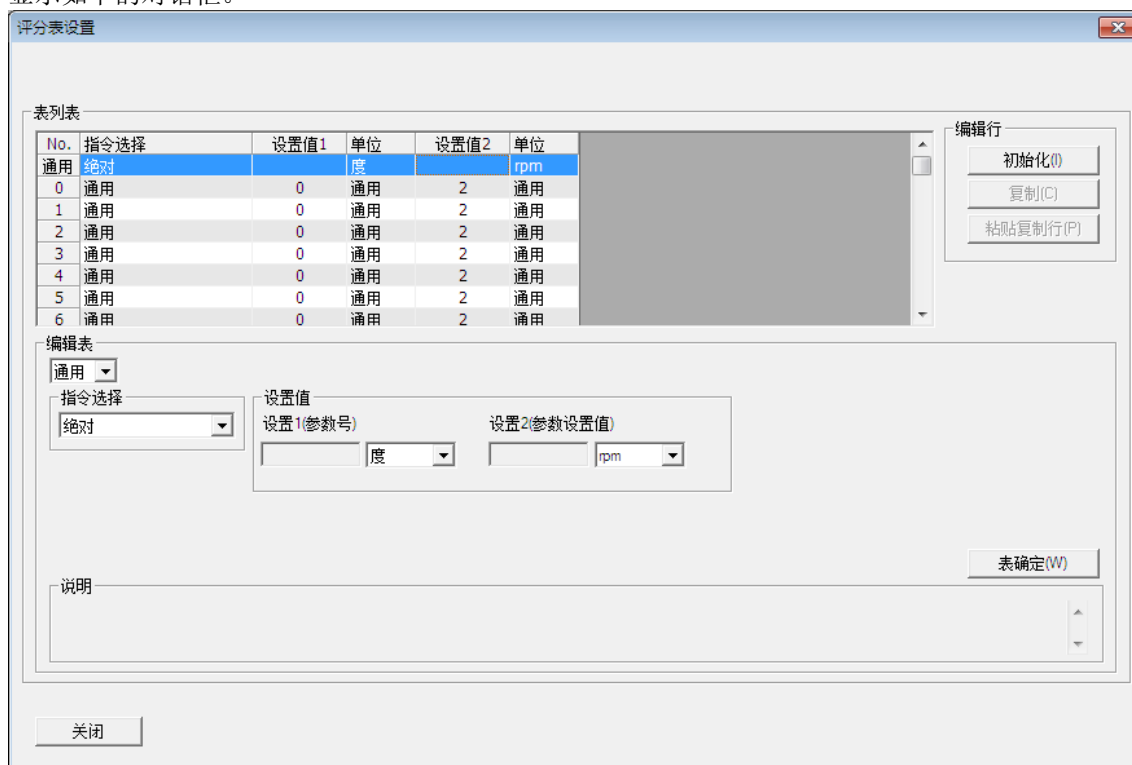 显示如下的对话框。
评分表设置
表列表
No. 指令选择 设置值1 单位 设置值2 单位
通用 绝对 度 rpm
0 通用 0 通用 2 通用
1 通用 0 通用 2 通用
2 通用 0 通用 2 通用
3 通用 0 通用 2 通用
4 通用 0 通用 2 通用
5 通用 0 通用 2 通用
6 通用 0 通用 2 通用
编辑行
初始化(I)
复制(C)
粘贴复制行(P)
编辑表
通用
指令选择
绝对
设置值
设置1(参数号) 设置2(参数设置值)
度 rpm
表确定(W)
说明
关闭